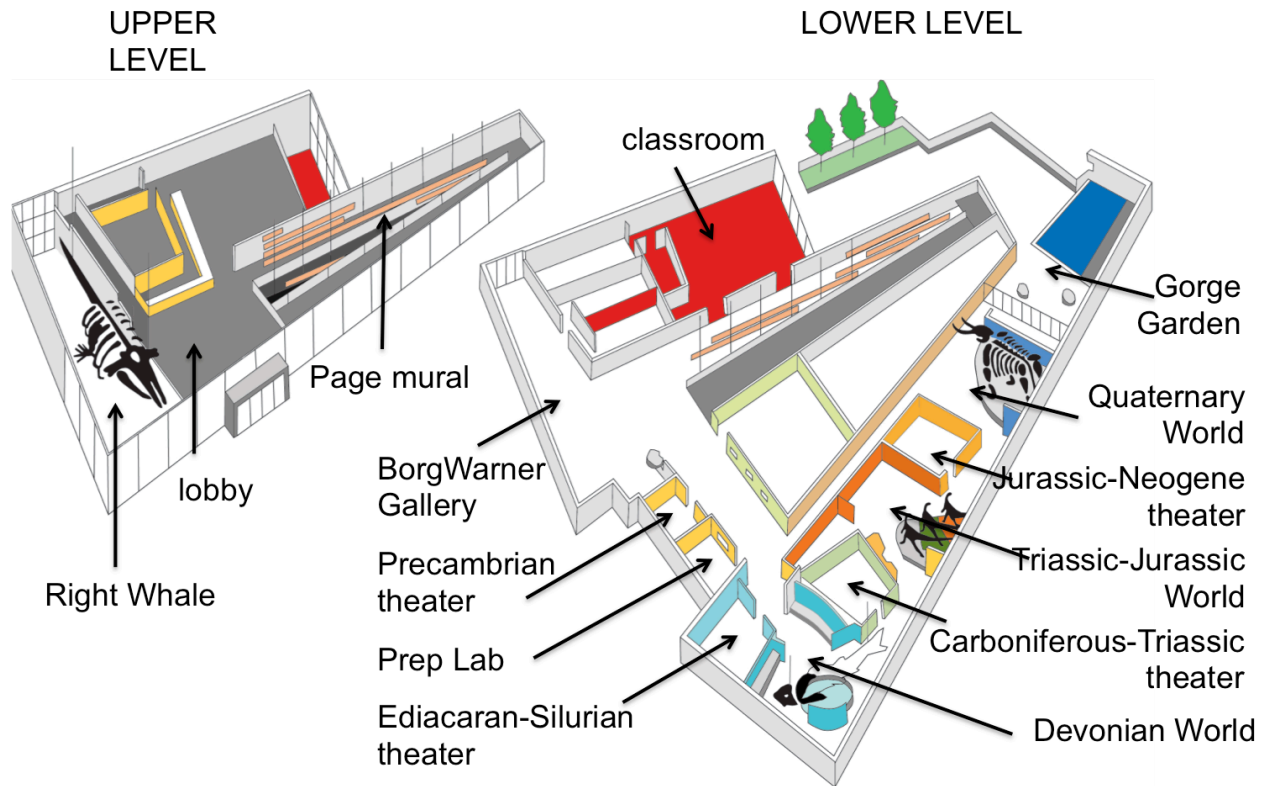 UPPER
LEVEL
LOWER LEVEL
classroom
Page mural
lobby
Right Whale
BorgWarner
Gallery
Precambrian
theater
Prep Lab
Ediacaran-Silurian
theater
Gorge
Garden
Quaternary
World
Jurassic-Neogene
theater
Triassic-Jurassic
World
Carboniferous-Triassic
theater
Devonian World